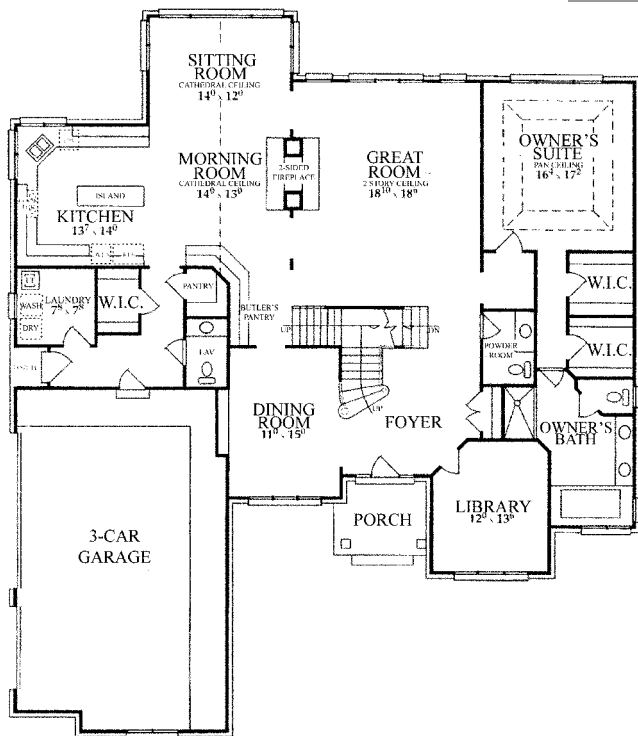 SITTING
ROOM
CATHEDRAL CEILING
14⁰ x 12⁰
MORNING
ROOM
CATHEDRAL CEILING
14⁰ x 13⁰
2-SIDED
FIREPLACE
GREAT
ROOM
2 STORY CEILING
18¹⁰ x 18⁶
OWNER'S
SUITE
PAN CEILING
16⁴ x 17²
ISLAND
KITCHEN
13⁷ x 14⁰
W.I.C.
LAUNDRY
7⁸ x 7⁸
WASH
DRY
W.I.C.
PANTRY
BUTLER'S
PANTRY
UP
DN
POWDER
ROOM
W.I.C.
LAV
UP
DINING
ROOM
11⁰ x 15⁰
FOYER
OWNER'S
BATH
LIBRARY
12⁰ x 13⁶
PORCH
3-CAR
GARAGE